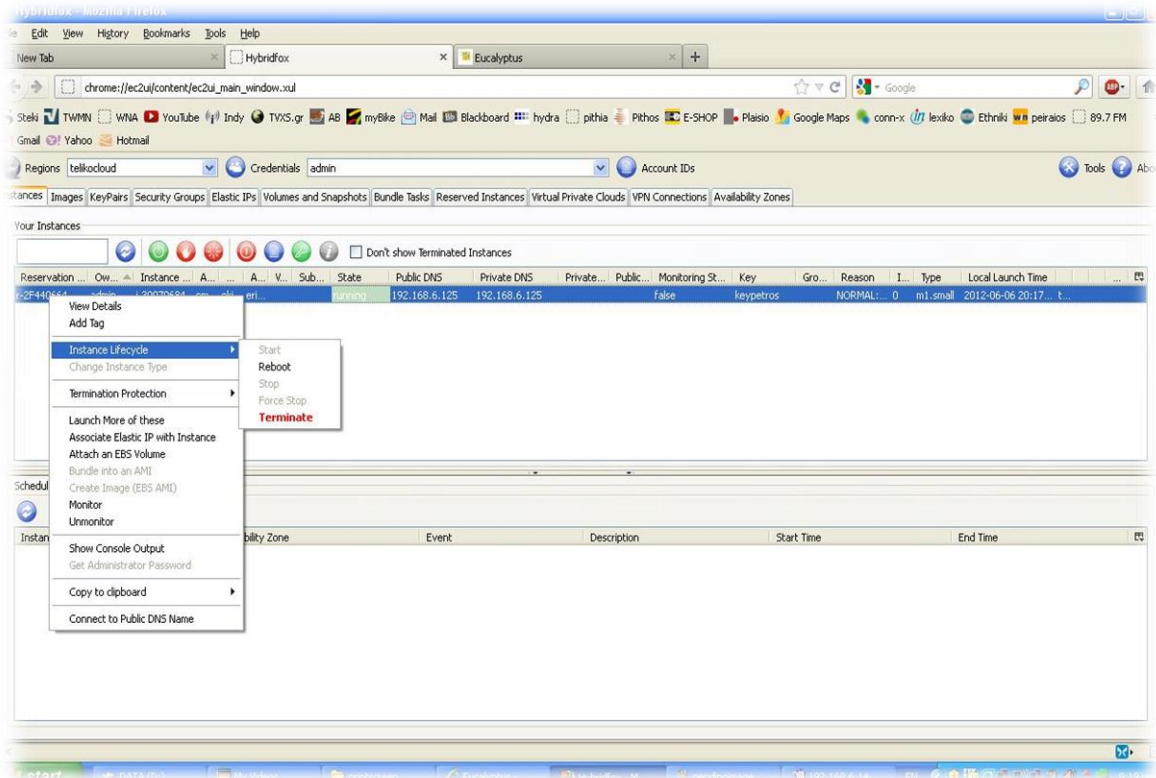 Hybridfox - Mozilla Firefox
Edit View History Bookmarks Tools Help
New Tab Hybridfox Eucalyptus
chrome://ec2ui/content/ec2ui_main_window.xul Google ABP
Steki TWMN WNA YouTube Indy TVXS.gr AB myBike Mail Blackboard hydra pithia Pithos E-SHOP Plaisio Google Maps conn-x lexiko Ethniki peiraios 89.7 FM
Gmail Yahoo Hotmail
Regions telikocloud Credentials admin Account IDs Tools Abo
Images KeyPairs Security Groups Elastic IPs Volumes and Snapshots Bundle Tasks Reserved Instances Virtual Private Clouds VPN Connections Availability Zones
Your Instances
Don't show Terminated Instances
Reservation ... Ow... Instance ... A... ... A... V... Sub... State Public DNS Private DNS Private... Public... Monitoring St... Key Gro... Reason I... Type Local Launch Time ...
r-2F440664 admin eri... running 192.168.6.125 192.168.6.125 false keypetros NORMAL:... 0 m1.small 2012-06-06 20:17... t...
View Details
Add Tag
Instance Lifecycle
Change Instance Type
Termination Protection
Launch More of these
Associate Elastic IP with Instance
Attach an EBS Volume
Bundle into an AMI
Create Image (EBS AMI)
Monitor
Unmonitor
Show Console Output
Get Administrator Password
Copy to clipboard
Connect to Public DNS Name
Start
Reboot
Stop
Force Stop
Terminate
Schedul
Instan bility Zone Event Description Start Time End Time
start